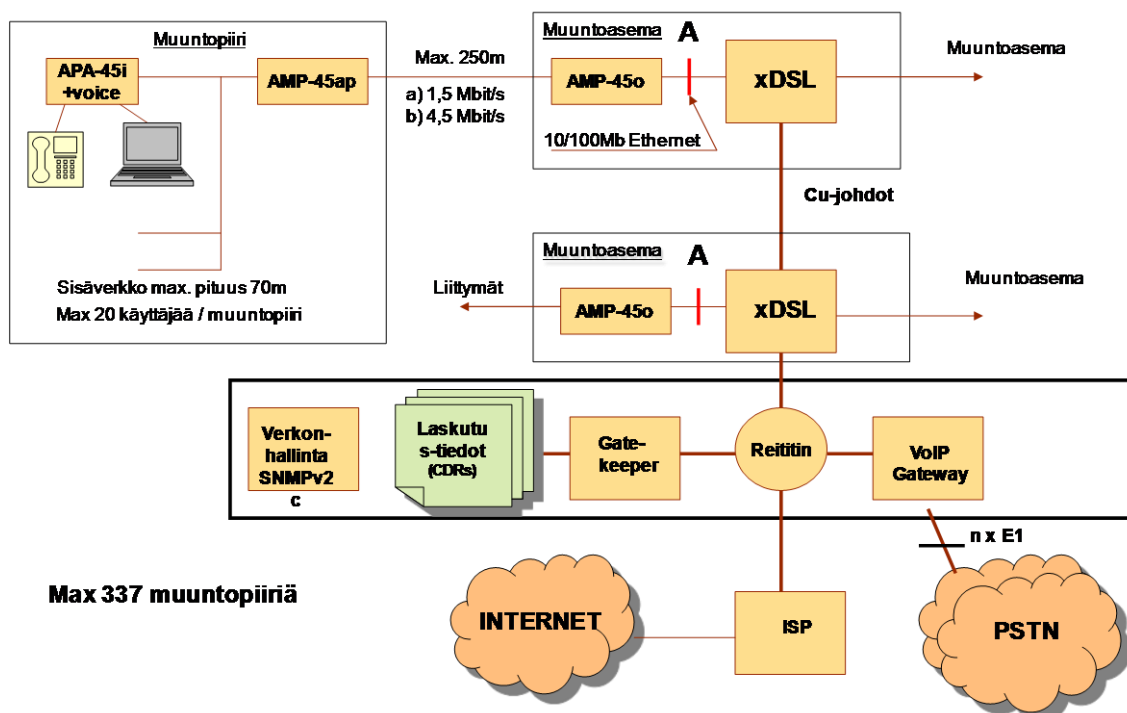 Muuntopiiri
APA-45i
+voice
AMP-45ap
Sisäverkko max. pituus 70m
Max 20 käyttäjää / muuntopiiri
Max. 250m
a) 1,5 Mbit/s
b) 4,5 Mbit/s
Muuntoasema
A
AMP-45o
xDSL
10/100Mb Ethernet
Muuntoasema
Cu-johdot
Muuntoasema
A
Liittymät
AMP-45o
xDSL
Muuntoasema
Verkon-
hallinta
SNMPv2
c
Laskutu
s-tiedot
(CDRs)
Gate-
keeper
Reititin
VoIP
Gateway
n x E1
Max 337 muuntopiiriä
INTERNET
ISP
PSTN